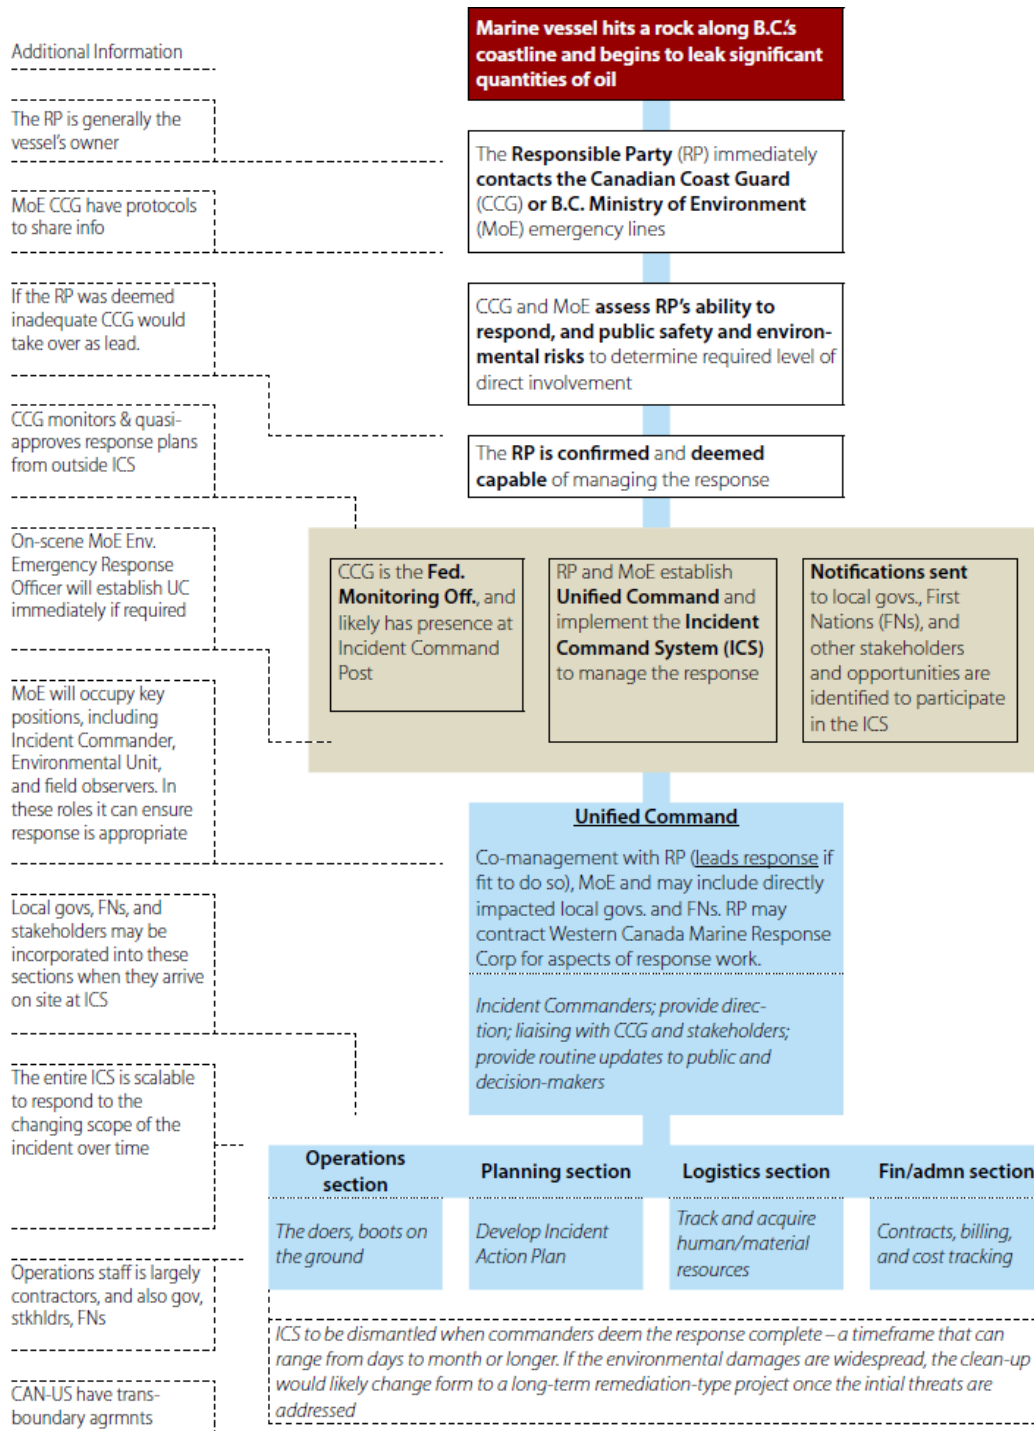 Additional Information
The RP is generally the
vessel's owner
MoE CCG have protocols
to share info
If the RP was deemed
inadequate CCG would
take over as lead.
CCG monitors & quasi-
approves response plans
from outside ICS
On-scene MoE Env.
Emergency Response
Officer will establish UC
immediately if required
MoE will occupy key
positions, including
Incident Commander,
Environmental Unit,
and field observers. In
these roles it can ensure
response is appropriate
Local govs, FNs, and
stakeholders may be
incorporated into these
sections when they arrive
on site at ICS
The entire ICS is scalable
to respond to the
changing scope of the
incident over time
Operations staff is largely
contractors, and also gov,
stkhldrs, FNs
CAN-US have trans-
boundary agrmnts
Marine vessel hits a rock along B.C.'s
coastline and begins to leak significant
quantities of oil
The Responsible Party (RP) immediately
contacts the Canadian Coast Guard
(CCG) or B.C. Ministry of Environment
(MoE) emergency lines
CCG and MoE assess RP's ability to
respond, and public safety and environ-
mental risks to determine required level of
direct involvement
The RP is confirmed and deemed
capable of managing the response
CCG is the Fed.
Monitoring Off., and
likely has presence at
Incident Command
Post
RP and MoE establish
Unified Command and
implement the Incident
Command System (ICS)
to manage the response
Notifications sent
to local govs., First
Nations (FNs), and
other stakeholders
and opportunities are
identified to participate
in the ICS
Unified Command
Co-management with RP (leads response if
fit to do so), MoE and may include directly
impacted local govs. and FNs. RP may
contract Western Canada Marine Response
Corp for aspects of response work.
Incident Commanders; provide direc-
tion; liaising with CCG and stakeholders;
provide routine updates to public and
decision-makers
Operations
section
The doers, boots on
the ground
Planning section
Develop Incident
Action Plan
Logistics section
Track and acquire
human/material
resources
Fin/admn section
Contracts, billing,
and cost tracking
ICS to be dismantled when commanders deem the response complete – a timeframe that can
range from days to month or longer. If the environmental damages are widespread, the clean-up
would likely change form to a long-term remediation-type project once the intial threats are
addressed